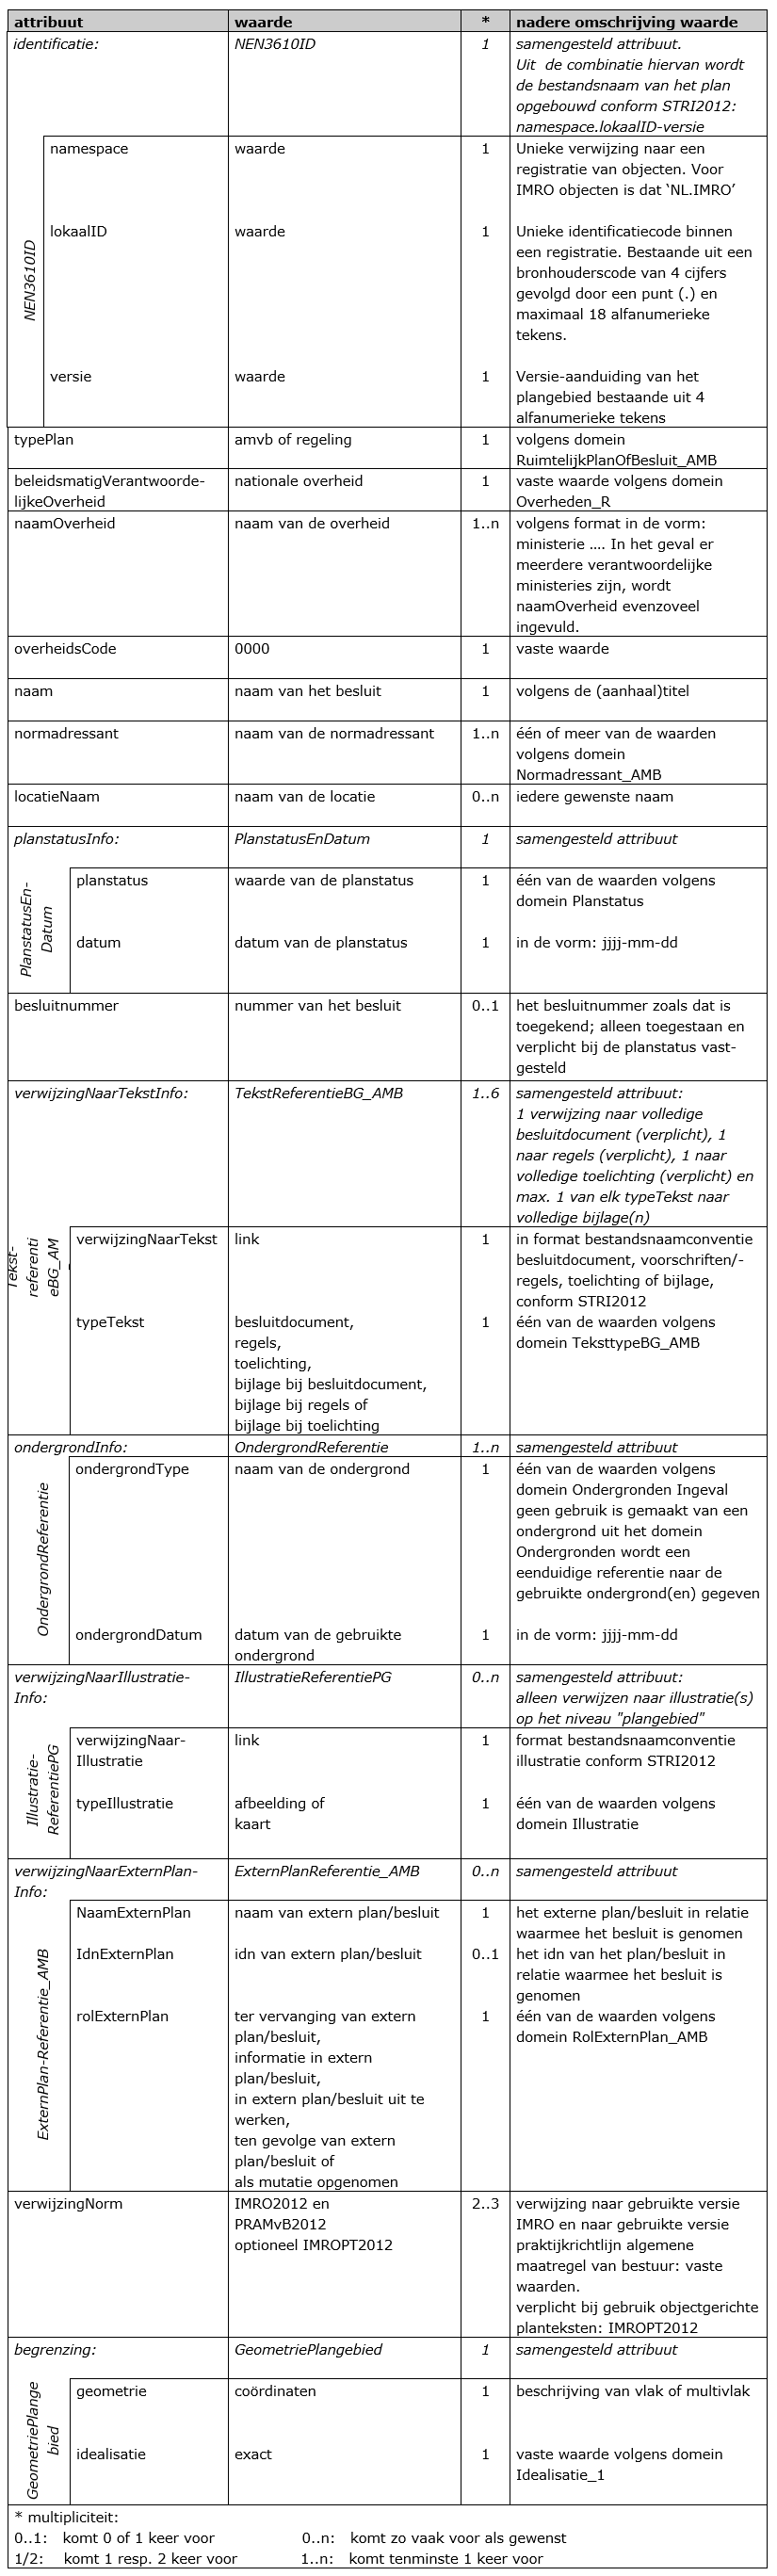 attribuut waarde * nadere omschrijving waarde
identificatie: NEN3610ID 1 samengesteld attribuut.
Uit de combinatie hiervan wordt
de bestandsnaam van het plan
opgebouwd conform STRI2012:
namespace.lokaalID-versie
NEN3610ID
namespace waarde 1 Unieke verwijzing naar een
registratie van objecten. Voor
IMRO objecten is dat ‘NL.IMRO’
lokaalID waarde 1 Unieke identificatiecode binnen
een registratie. Bestaande uit een
bronhouderscode van 4 cijfers
gevolgd door een punt (.) en
maximaal 18 alfanumerieke
tekens.
versie waarde 1 Versie-aanduiding van het
plangebied bestaande uit 4
alfanumerieke tekens
typePlan amvb of regeling 1 volgens domein
RuimtelijkPlanOfBesluit_AMB
beleidsmatigVerantwoorde- nationale overheid 1 vaste waarde volgens domein
lijkeOverheid Overheden_R
naamOverheid naam van de overheid 1..n volgens format in de vorm:
ministerie …. In het geval er
meerdere verantwoordelijke
ministeries zijn, wordt
naamOverheid evenzoveel
ingevuld.
overheidsCode 0000 1 vaste waarde
naam naam van het besluit 1 volgens de (aanhaal)titel
normadressant naam van de normadressant 1..n één of meer van de waarden
volgens domein
Normadressant_AMB
locatieNaam naam van de locatie 0..n iedere gewenste naam
planstatusInfo: PlanstatusEnDatum 1 samengesteld attribuut
PlanstatusEn-
Datum
planstatus waarde van de planstatus 1 één van de waarden volgens
domein Planstatus
datum datum van de planstatus 1 in de vorm: jjjj-mm-dd
besluitnummer nummer van het besluit 0..1 het besluitnummer zoals dat is
toegekend; alleen toegestaan en
verplicht bij de planstatus vast-
gesteld
verwijzingNaarTekstInfo: TekstReferentieBG_AMB 1..6 samengesteld attribuut:
1 verwijzing naar volledige
besluitdocument (verplicht), 1
naar regels (verplicht), 1 naar
volledige toelichting (verplicht) en
max. 1 van elk typeTekst naar
volledige bijlage(n)
Tekst-
referenti
eBG_AM
verwijzingNaarTekst link 1 in format bestandsnaamconventie
besluitdocument, voorschriften/-
regels, toelichting of bijlage,
conform STRI2012
typeTekst besluitdocument, 1 één van de waarden volgens
regels, domein TeksttypeBG_AMB
toelichting,
bijlage bij besluitdocument,
bijlage bij regels of
bijlage bij toelichting
ondergrondInfo: OndergrondReferentie 1..n samengesteld attribuut
OndergrondReferentie
ondergrondType naam van de ondergrond 1 één van de waarden volgens
domein Ondergronden Ingeval
geen gebruik is gemaakt van een
ondergrond uit het domein
Ondergronden wordt een
eenduidige referentie naar de
gebruikte ondergrond(en) gegeven
ondergrondDatum datum van de gebruikte 1 in de vorm: jjjj-mm-dd
ondergrond
verwijzingNaarIllustratie- IllustratieReferentiePG 0..n samengesteld attribuut:
Info: alleen verwijzen naar illustratie(s)
op het niveau "plangebied"
Illustratie-
ReferentiePG
verwijzingNaar- link 1 format bestandsnaamconventie
Illustratie illustratie conform STRI2012
typeIllustratie afbeelding of 1 één van de waarden volgens
kaart domein Illustratie
verwijzingNaarExternPlan- ExternPlanReferentie_AMB 0..n samengesteld attribuut
Info:
ExternPlan-Referentie_AMB
NaamExternPlan naam van extern plan/besluit 1 het externe plan/besluit in relatie
waarmee het besluit is genomen
IdnExternPlan idn van extern plan/besluit 0..1 het idn van het plan/besluit in
relatie waarmee het besluit is
genomen
rolExternPlan ter vervanging van extern 1 één van de waarden volgens
plan/besluit, domein RolExternPlan_AMB
informatie in extern
plan/besluit,
in extern plan/besluit uit te
werken,
ten gevolge van extern
plan/besluit of
als mutatie opgenomen
verwijzingNorm IMRO2012 en 2..3 verwijzing naar gebruikte versie
PRAMvB2012 IMRO en naar gebruikte versie
optioneel IMROPT2012 praktijkrichtlijn algemene
maatregel van bestuur: vaste
waarden.
verplicht bij gebruik objectgerichte
planteksten: IMROPT2012
begrenzing: GeometriePlangebied 1 samengesteld attribuut
GeometriePlange
bied
geometrie coördinaten 1 beschrijving van vlak of multivlak
idealisatie exact 1 vaste waarde volgens domein
Idealisatie_1
* multipliciteit:
0..1: komt 0 of 1 keer voor 0..n: komt zo vaak voor als gewenst
1/2: komt 1 resp. 2 keer voor 1..n: komt tenminste 1 keer voor